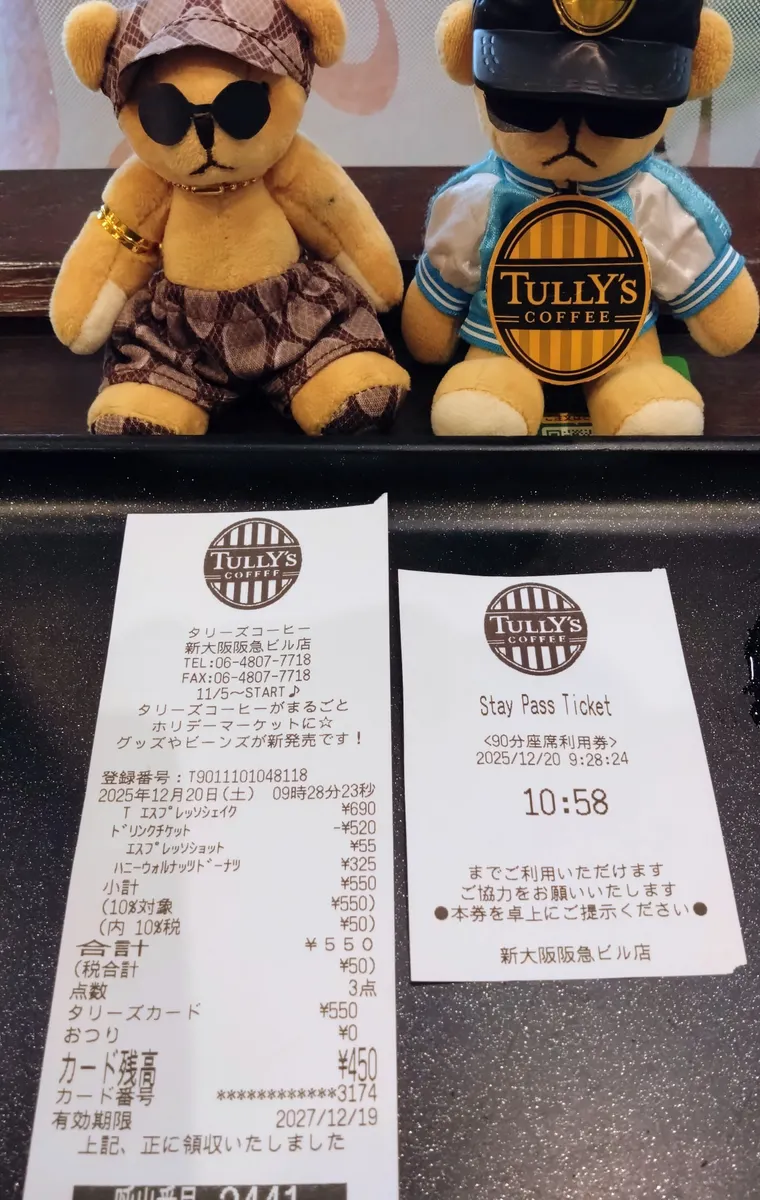 TULLY'S
COFFEE
TULLY'S
COFFEE
タリーズコーヒー
新大阪阪急ビル店
TEL:06-4807-7718
FAX:06-4807-7718
11/5～START♪
タリーズコーヒーがまるごと
ホリデーマーケットに☆
グッズやビーンズが新発売です!
登録番号:T9011101048118
2025年12月20日(土) 09時28分23秒
T ｴｽﾌﾟﾚｯｿｼｪｲｸ ¥690
ﾄﾞﾘﾝｸﾁｹｯﾄ -¥520
ｴｽﾌﾟﾚｯｿｼｮｯﾄ ¥55
ﾊﾆｰｳｫﾙﾅｯﾂﾄﾞｰﾅﾂ ¥325
小計 ¥550
(10%対象 ¥550)
(内 10%税 ¥50)
合計 ¥550
(税合計 ¥50)
点数 3点
タリーズカード ¥550
おつり ¥0
カード残高 ¥450
カード番号 ************3174
有効期限 2027/12/19
上記、正に領収いたしました
呼出番号 2441
TULLY'S
COFFEE
Stay Pass Ticket
<90分座席利用券>
2025/12/20 9:28:24
10:58
までご利用いただけます
ご協力をお願いいたします
●本券を卓上にご提示ください●
新大阪阪急ビル店